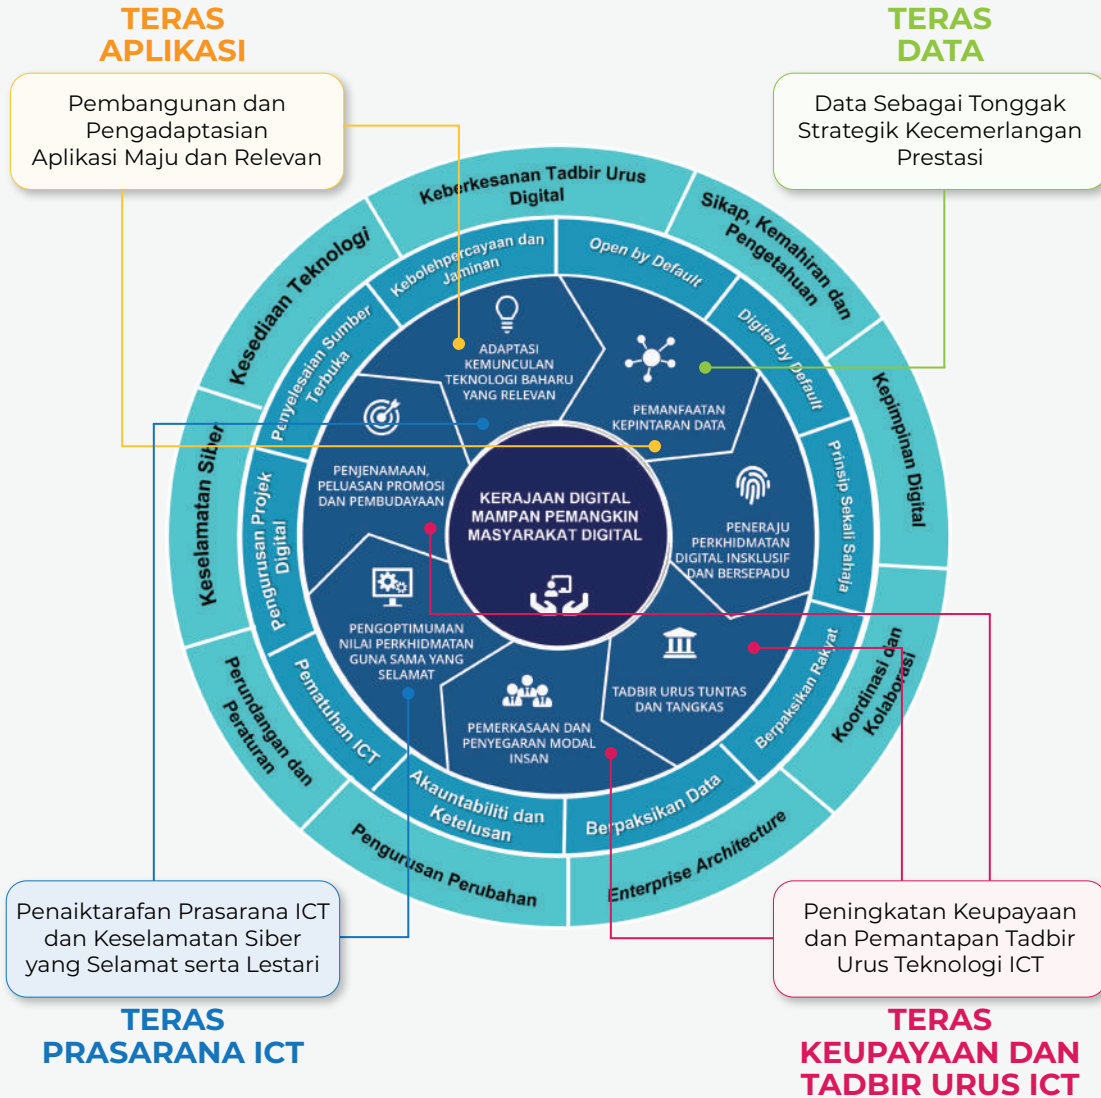 TERAS
APLIKASI
Pembangunan dan
Pengadaptasian
Aplikasi Maju dan Relevan
TERAS
DATA
Data Sebagai Tonggak
Strategik Kecemerlangan
Prestasi
Keberkesanan Tadbir Urus
Digital
Sikap, Kemahiran dan
Pengetahuan
Kepimpinan Digital
Koordinasi dan
Kolaborasi
Enterprise Architecture
Pengurusan Perubahan
Perundangan dan
Peraturan
Keselamatan Siber
Kesediaan Teknologi
Kebolehpercayaan dan
Jaminan
Open by Default
Digital by Default
Prinsip Sekali Sahaja
Berpaksikan Rakyat
Berpaksikan Data
Akauntabiliti dan
Ketelusan
Pematuhan ICT
Pengurusan Projek
Digital
Penyelesaian Sumber
Terbuka
ADAPTASI
KEMUNCULAN
TEKNOLOGI BAHARU
YANG RELEVAN
PEMANFAATAN
KEPINTARAN DATA
PENERAJU
PERKHIDMATAN
DIGITAL INSKLUSIF
DAN BERSEPADU
TADBIR URUS TUNTAS
DAN TANGKAS
PEMERKASAAN DAN
PENYEGARAN MODAL
INSAN
PENGOPTIMUMAN
NILAI PERKHIDMATAN
GUNA SAMA YANG
SELAMAT
PENJENAMAAN,
PELUASAN PROMOSI
DAN PEMBUDAYAAN
KERAJAAN DIGITAL
MAMPAN PEMANGKIN
MASYARAKAT DIGITAL
Penaiktarafan Prasarana ICT
dan Keselamatan Siber
yang Selamat serta Lestari
TERAS
PRASARANA ICT
Peningkatan Keupayaan
dan Pemantapan Tadbir
Urus Teknologi ICT
TERAS
KEUPAYAAN DAN
TADBIR URUS ICT